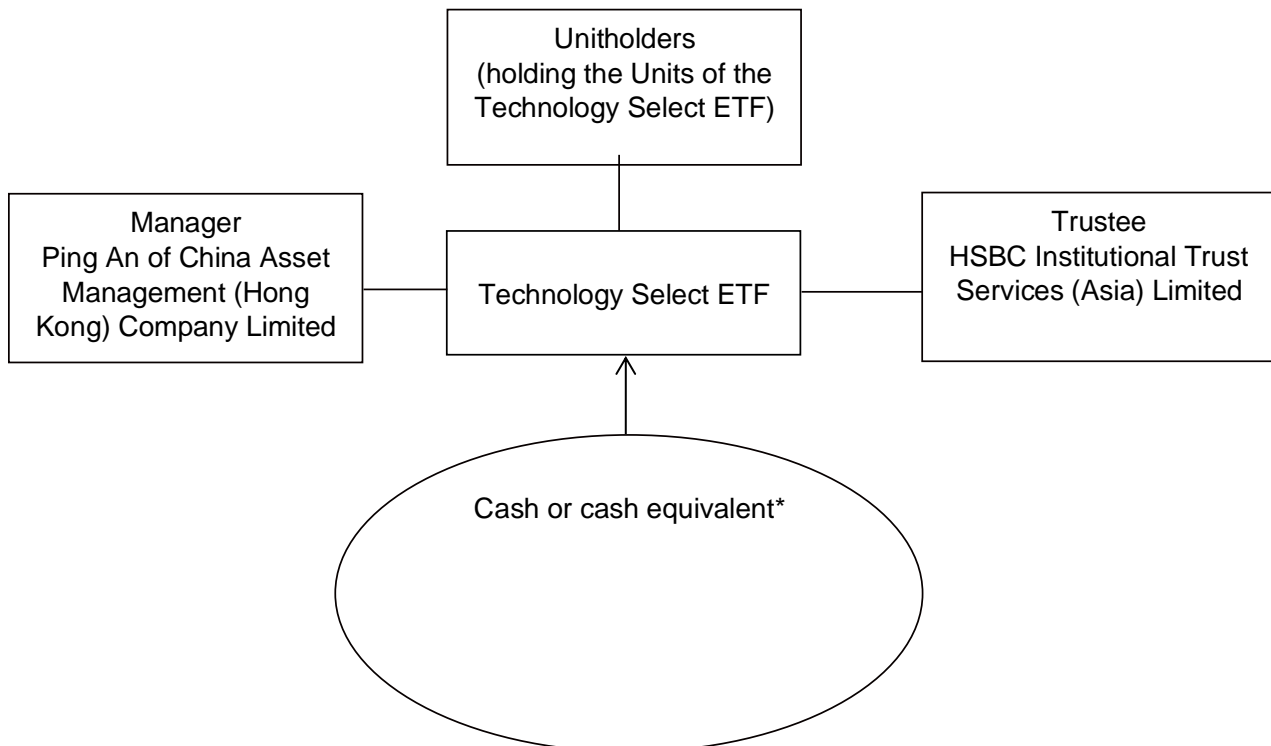 Unitholders
(holding the Units of the
Technology Select ETF)
Manager
Ping An of China Asset
Management (Hong
Kong) Company Limited
Technology Select ETF
Trustee
HSBC Institutional Trust
Services (Asia) Limited
Cash or cash equivalent*